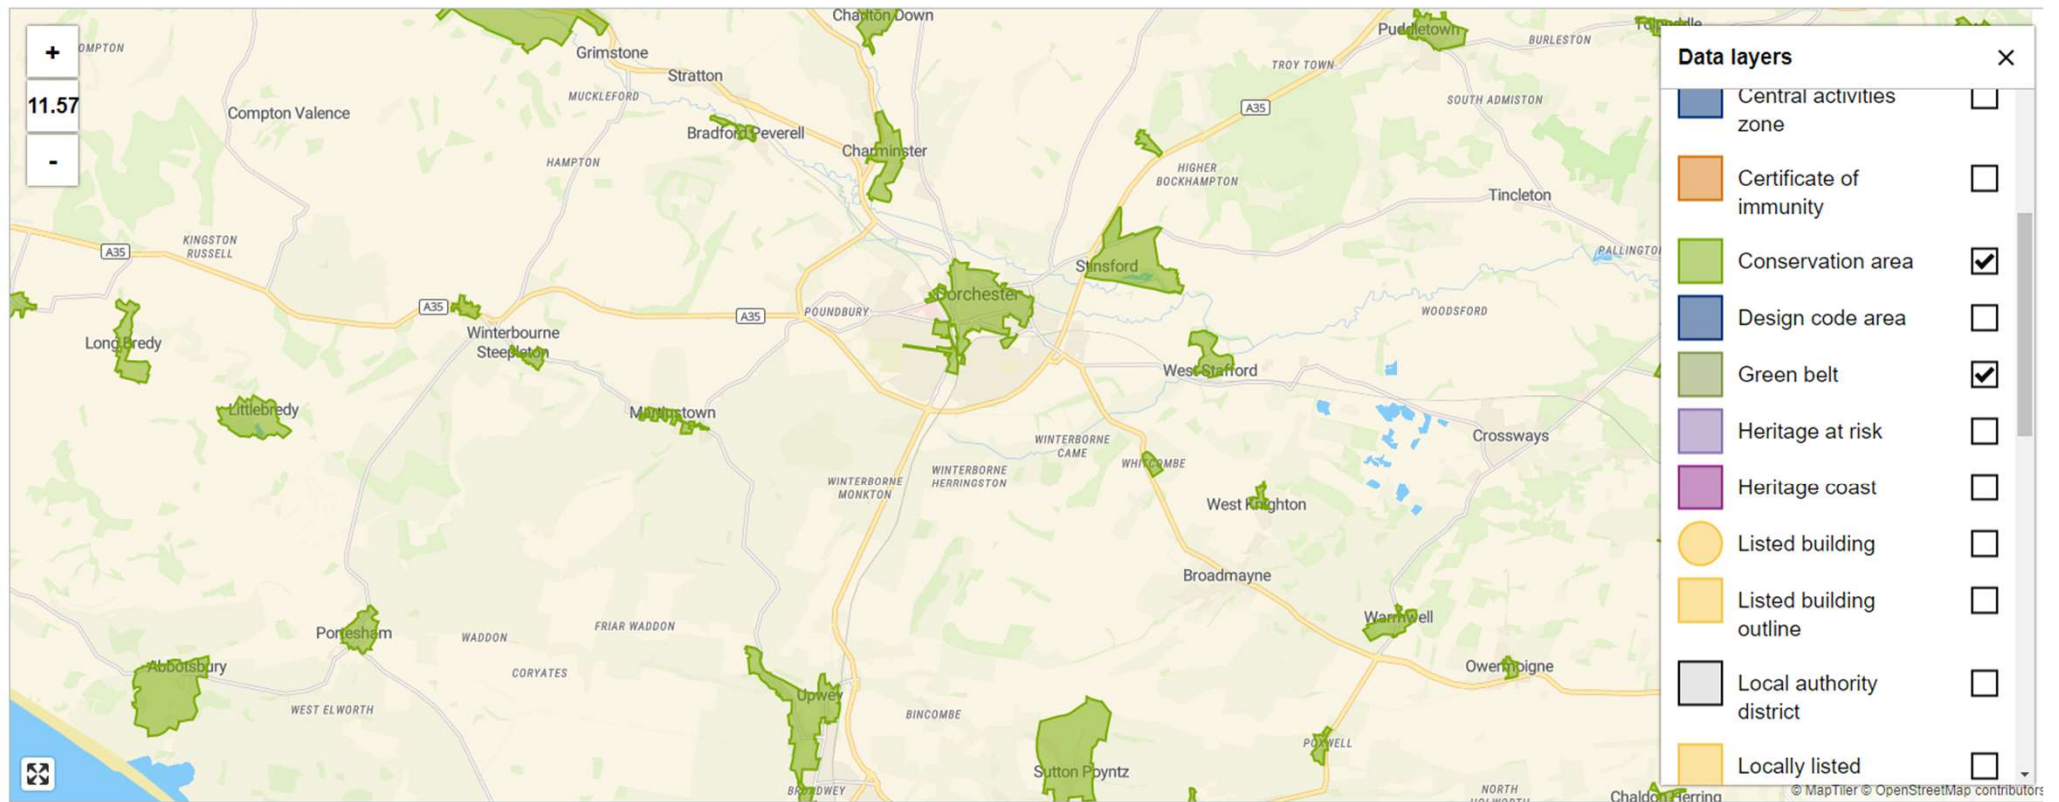 +
11.57
-
OMPTON
Charlton Down
Grimstone
Stratton
MUCKLEFORD
Compton Valence
Bradford Peverell
HAMPTON
Charminster
Puddletown
Tolpuddle
BURLESTON
TROY TOWN
A35
SOUTH ADMISTON
HIGHER
BOCKHAMPTON
Tincleton
KINGSTON
RUSSELL
A35
PALLINGTO
Stinsford
Dorchester
A35
A35
POUNDBURY
WOODSFORD
Long Bredy
Winterbourne
Steepleton
West Stafford
Littlebredy
Martinstown
WINTERBORNE
CAME
Crossways
WHITCOMBE
WINTERBORNE
HERRINGSTON
WINTERBORNE
MONKTON
West Knighton
Broadmayne
Portesham
WADDON
FRIAR WADDON
Warmwell
Abbotsbury
CORYATES
Owermoigne
WEST ELWORTH
Upwey
BINCOMBE
POXWELL
Sutton Poyntz
BROADWEY
NORTH
HOLWORTH
Chaldon Herring
Data layers
Central activities
zone
Certificate of
immunity
Conservation area
Design code area
Green belt
Heritage at risk
Heritage coast
Listed building
Listed building
outline
Local authority
district
Locally listed
© MapTiler © OpenStreetMap contributors